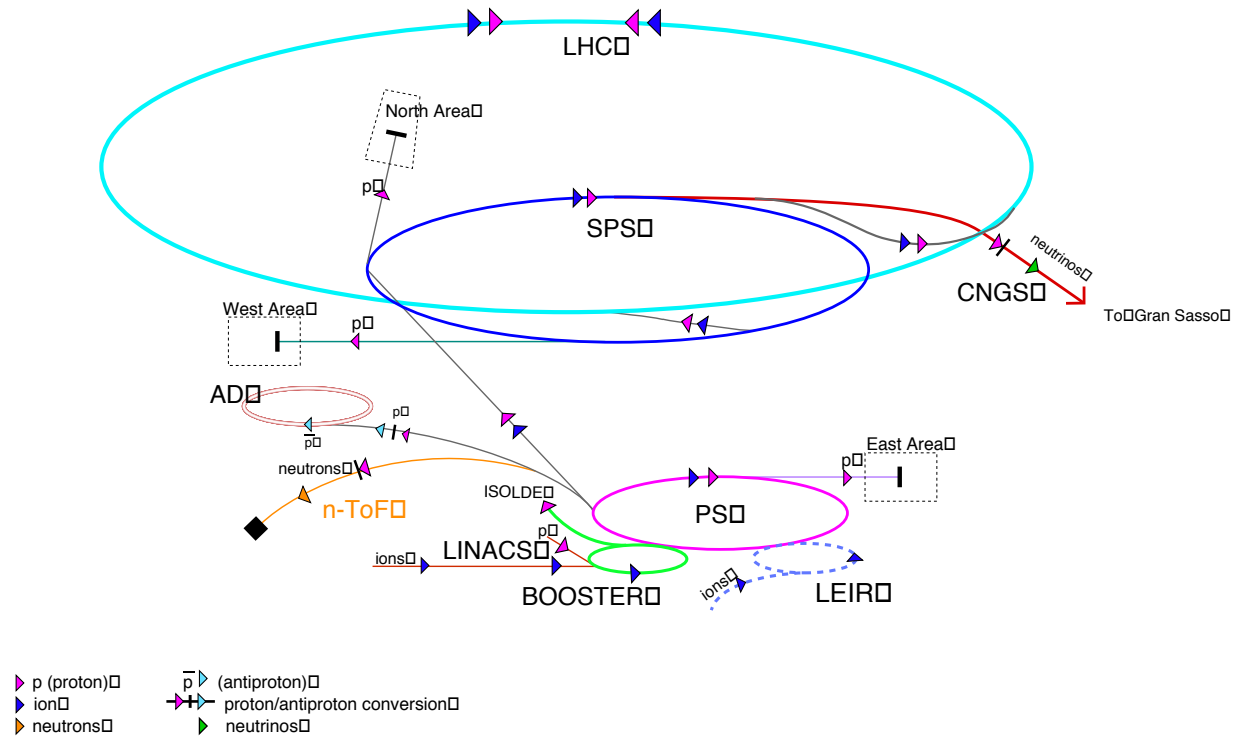 LHC□
North Area□
p□
SPS□
neutrinos□
CNGS□
To□Gran Sasso□
West Area□
p□
AD□
p□
p̅□
neutrons□
n-ToF□
East Area□
p□
ISOLDE□
PS□
p□
LINACS□
ions□
BOOSTER□
ions□
LEIR□
p (proton)□
ion□
neutrons□
p̅ (antiproton)□
proton/antiproton conversion□
neutrinos□